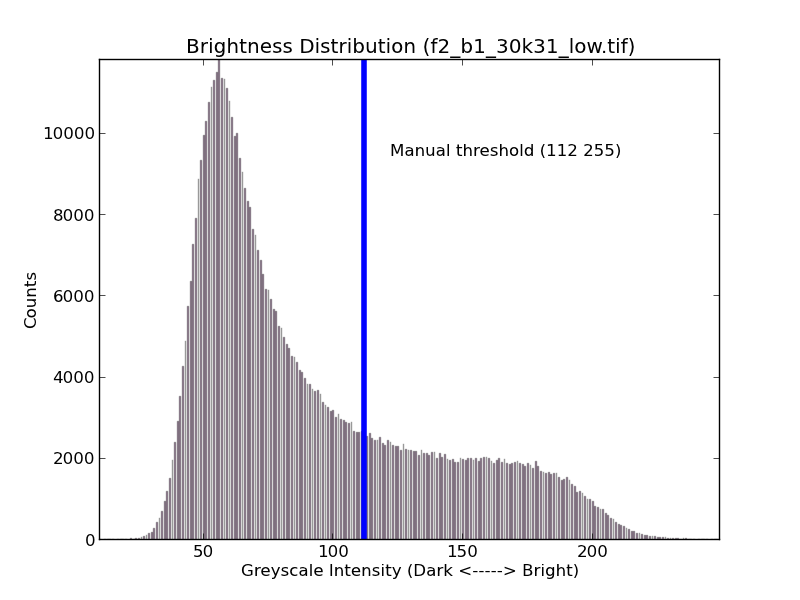 Brightness Distribution (f2_b1_30k31_low.tif)
Manual threshold (112 255)
Counts
10000
8000
6000
4000
2000
0
50
100
150
200
Greyscale Intensity (Dark <-----> Bright)